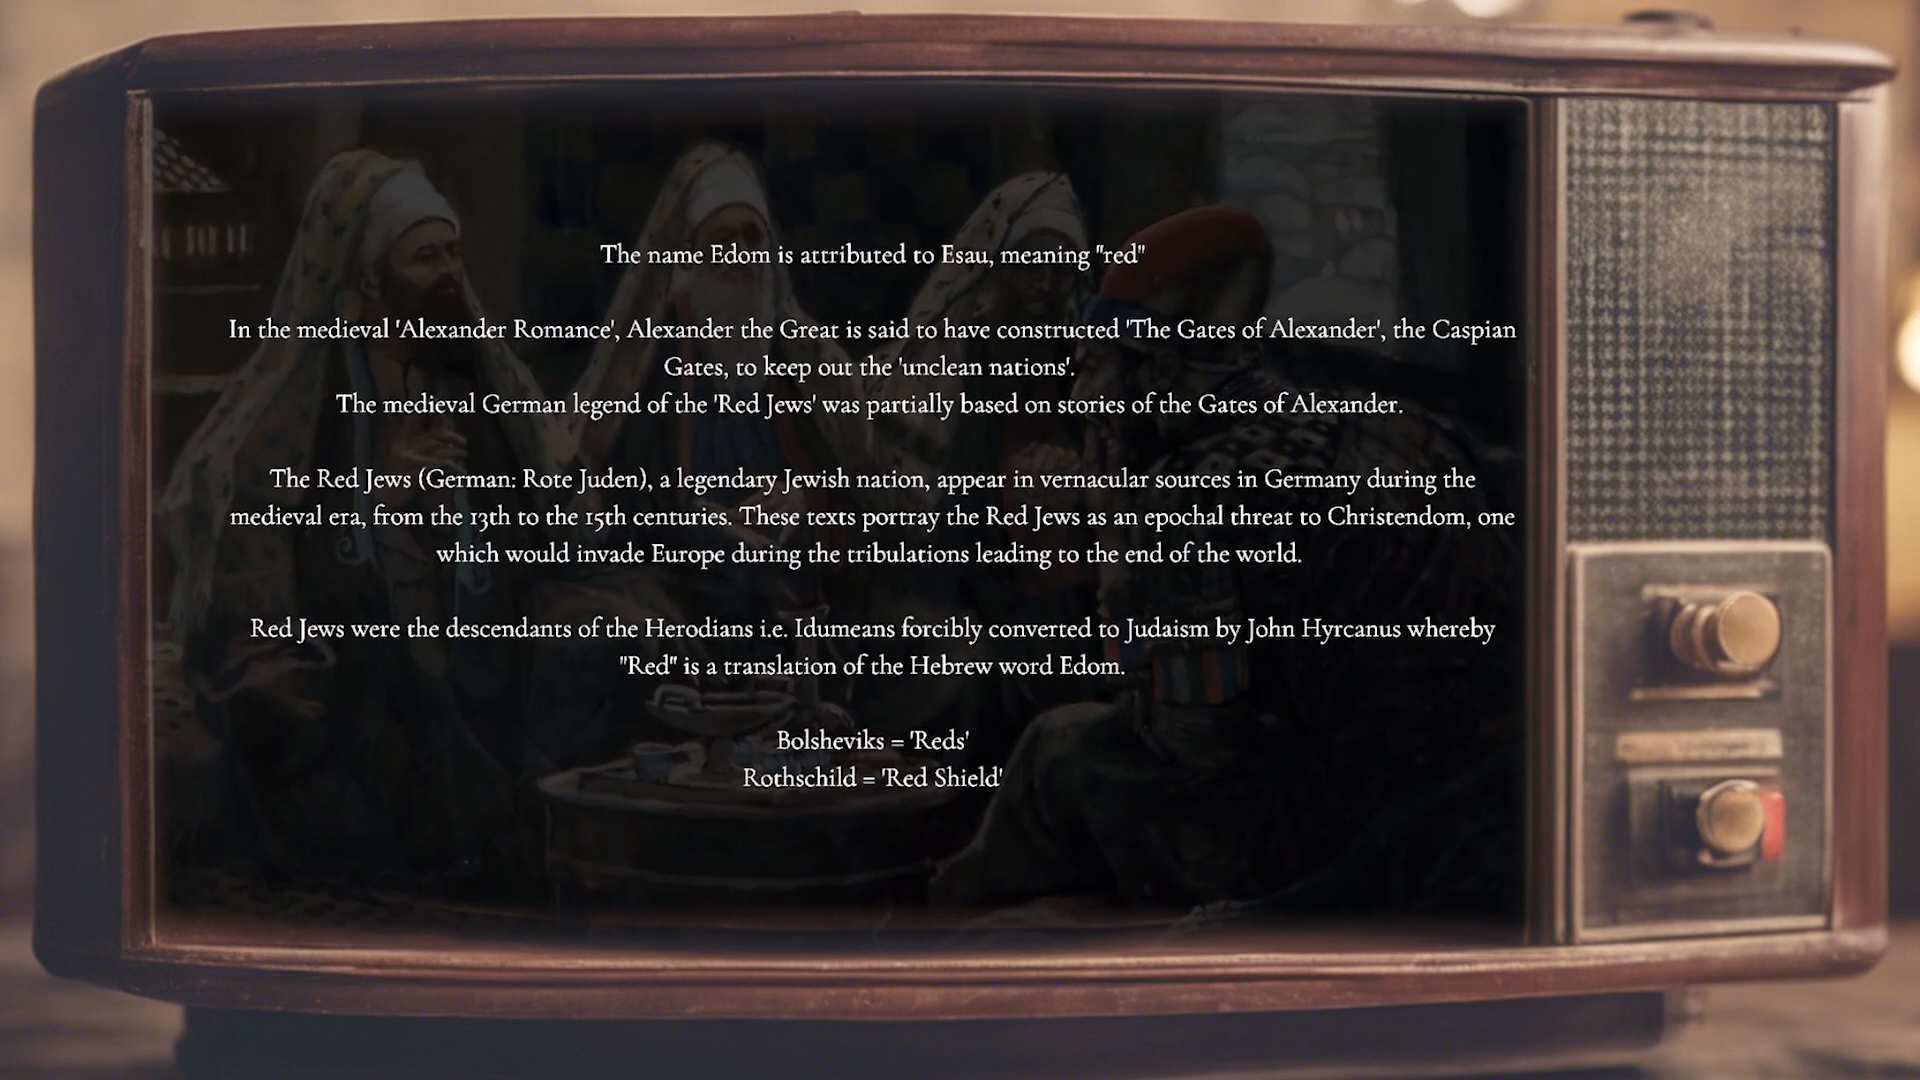 The name Edom is attributed to Esau, meaning "red"
In the medieval 'Alexander Romance', Alexander the Great is said to have constructed 'The Gates of Alexander', the Caspian
Gates, to keep out the 'unclean nations'.
The medieval German legend of the 'Red Jews' was partially based on stories of the Gates of Alexander.
The Red Jews (German: Rote Juden), a legendary Jewish nation, appear in vernacular sources in Germany during the
medieval era, from the 13th to the 15th centuries. These texts portray the Red Jews as an epochal threat to Christendom, one
which would invade Europe during the tribulations leading to the end of the world.
Red Jews were the descendants of the Herodians i.e. Idumeans forcibly converted to Judaism by John Hyrcanus whereby
"Red" is a translation of the Hebrew word Edom.
Bolsheviks = 'Reds'
Rothschild = 'Red Shield'